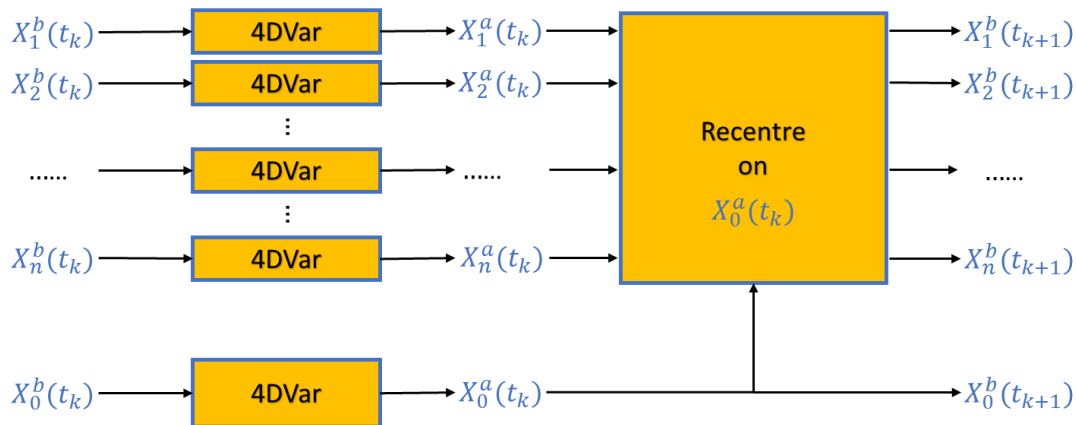 X_1^b(t_k) 4DVar X_1^a(t_k) X_1^b(t_{k+1})
X_2^b(t_k) 4DVar X_2^a(t_k) X_2^b(t_{k+1})
⋮
Recentre
...... 4DVar ...... on ......
X_0^a(t_k)
⋮
X_n^b(t_k) 4DVar X_n^a(t_k) X_n^b(t_{k+1})
X_0^b(t_k) 4DVar X_0^a(t_k) X_0^b(t_{k+1})